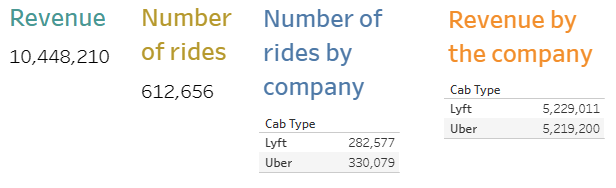 Revenue
10,448,210
Number
of rides
612,656
Number of
rides by
company
Cab Type
Lyft 282,577
Uber 330,079
Revenue by
the company
Cab Type
Lyft 5,229,011
Uber 5,219,200